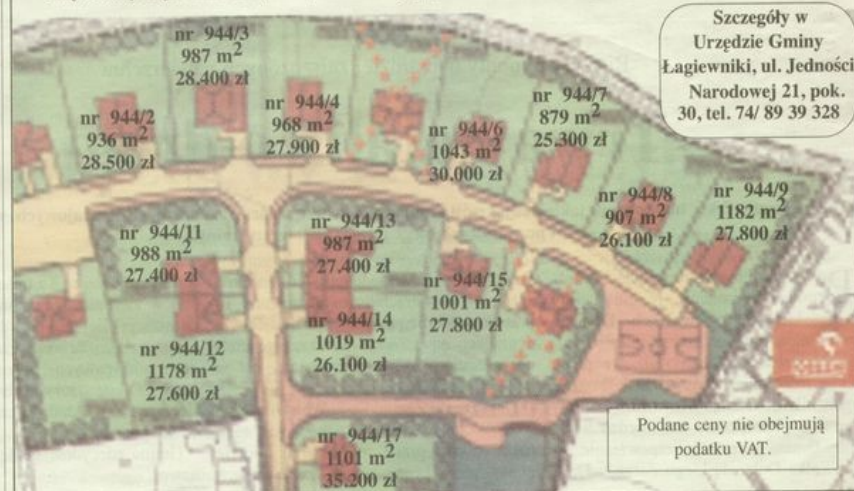 nr 944/3
987 m²
28.400 zł
Szczegóły w
Urzędzie Gminy
Łagiewniki, ul. Jedności
Narodowej 21, pok.
30, tel. 74/ 89 39 328
nr 944/2
936 m²
28.500 zł
nr 944/4
968 m²
27.900 zł
nr 944/6
1043 m²
30.000 zł
nr 944/7
879 m²
25.300 zł
nr 944/8
907 m²
26.100 zł
nr 944/9
1182 m²
27.800 zł
nr 944/11
988 m²
27.400 zł
nr 944/13
987 m²
27.400 zł
nr 944/15
1001 m²
27.800 zł
nr 944/12
1178 m²
27.600 zł
nr 944/14
1019 m²
26.100 zł
nr 944/17
1101 m²
35.200 zł
Podane ceny nie obejmują
podatku VAT.